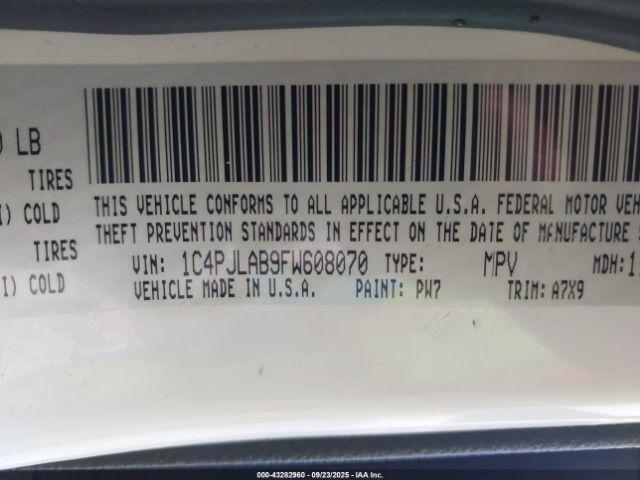 ) LB
TIRES
I) COLD
TIRES
I) COLD
THIS VEHICLE CONFORMS TO ALL APPLICABLE U.S.A. FEDERAL MOTOR VEH
THEFT PREVENTION STANDARDS IN EFFECT ON THE DATE OF MANUFACTURE S
VIN: 1C4PJLAB9FW608070 TYPE: MPV MDH: 1
VEHICLE MADE IN U.S.A. PAINT: PW7 TRIM: A7X9
000-43282960 - 09/23/2025 - IAA Inc.